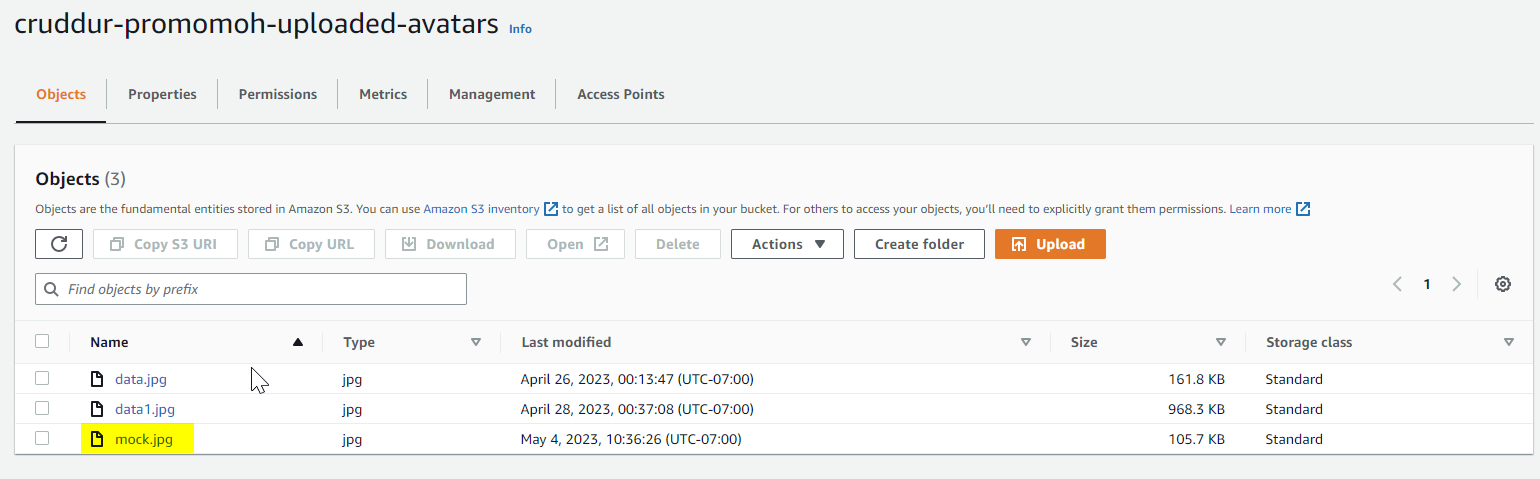 cruddur-promomoh-uploaded-avatars Info
Objects Properties Permissions Metrics Management Access Points
Objects (3)
Objects are the fundamental entities stored in Amazon S3. You can use Amazon S3 inventory to get a list of all objects in your bucket. For others to access your objects, you'll need to explicitly grant them permissions. Learn more
Copy S3 URI Copy URL Download Open Delete Actions Create folder Upload
Find objects by prefix 1
Name Type Last modified Size Storage class
data.jpg jpg April 26, 2023, 00:13:47 (UTC-07:00) 161.8 KB Standard
data1.jpg jpg April 28, 2023, 00:37:08 (UTC-07:00) 968.3 KB Standard
mock.jpg jpg May 4, 2023, 10:36:26 (UTC-07:00) 105.7 KB Standard